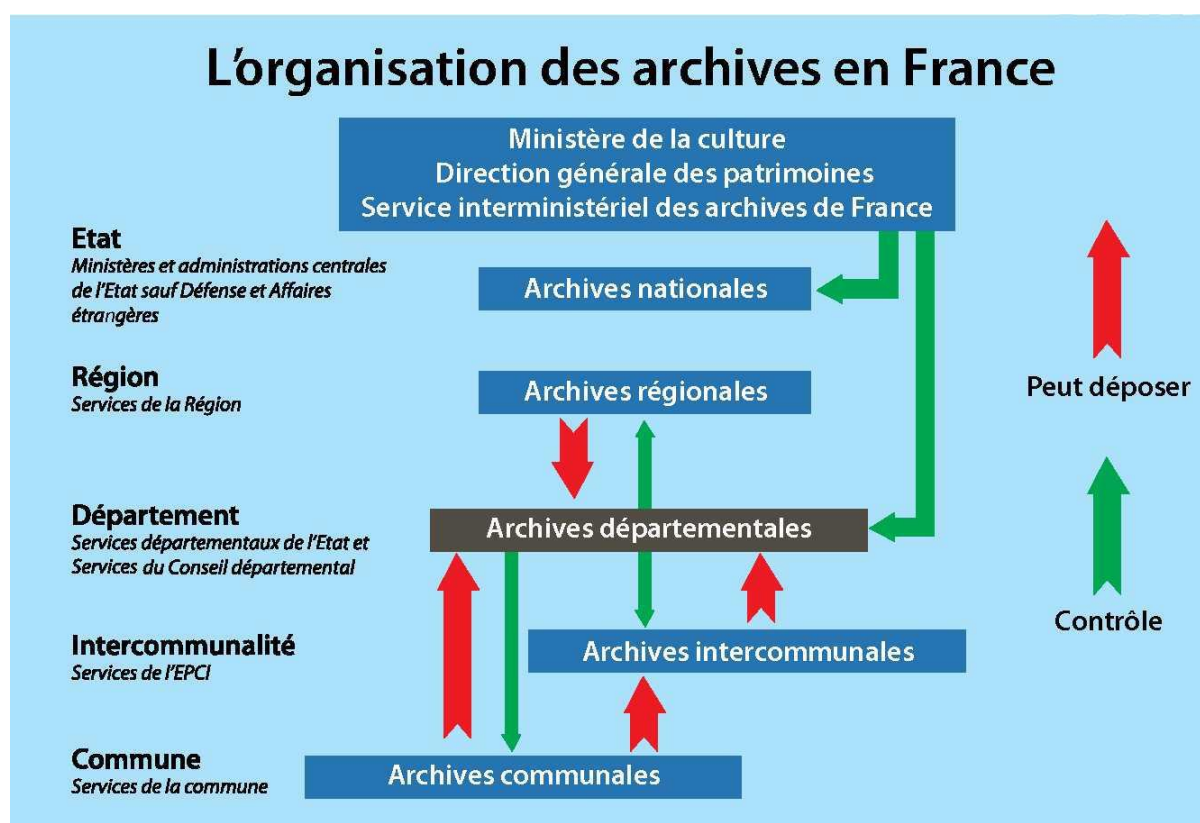 L'organisation des archives en France
Ministère de la culture
Direction générale des patrimoines
Service interministériel des archives de France
Etat
Ministères et administrations centrales
de l'Etat sauf Défense et Affaires
étrangères
Archives nationales
Région
Services de la Région
Archives régionales
Peut déposer
Département
Services départementaux de l'Etat et
Services du Conseil départemental
Archives départementales
Contrôle
Intercommunalité
Services de l'EPCI
Archives intercommunales
Commune
Services de la commune
Archives communales